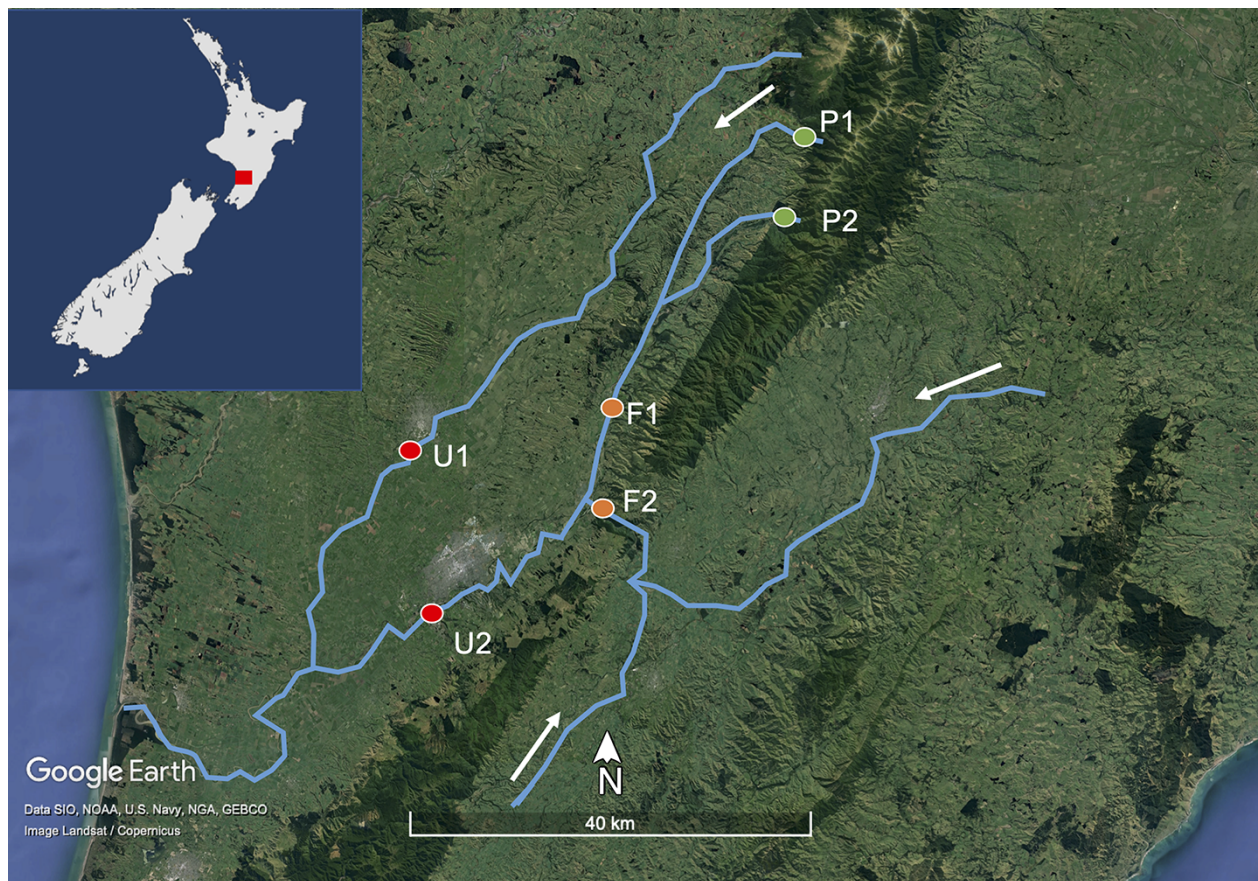 P1
P2
F1
U1
F2
U2
N
40 km
Google Earth
Data SIO, NOAA, U.S. Navy, NGA, GEBCO
Image Landsat / Copernicus